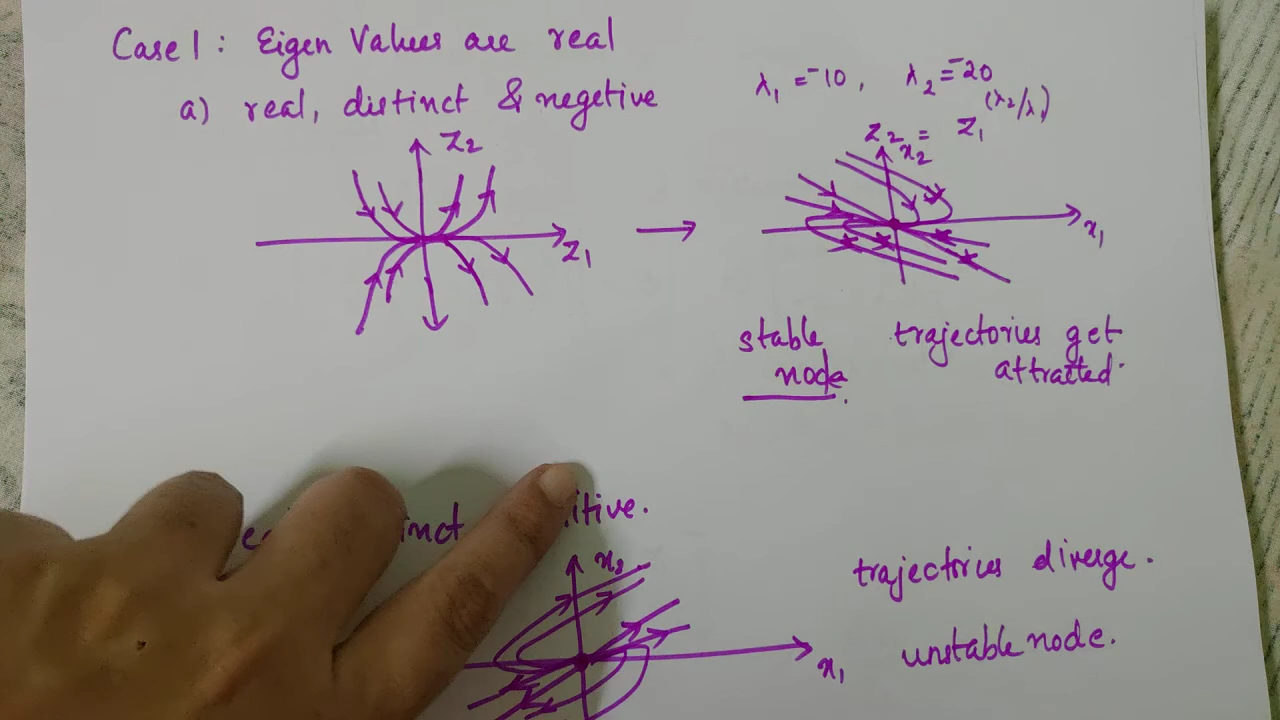 Case 1 : Eigen Values are real
a) real, distinct & negetive
λ₁ = -10, λ₂ = -20
Z₂ = Z₁^(λ₂/λ₁)
Z₂
Z₁
x₂
x₁
stable node.
trajectories get
attracted.
x₂
x₁
trajectories diverge.
unstable node.